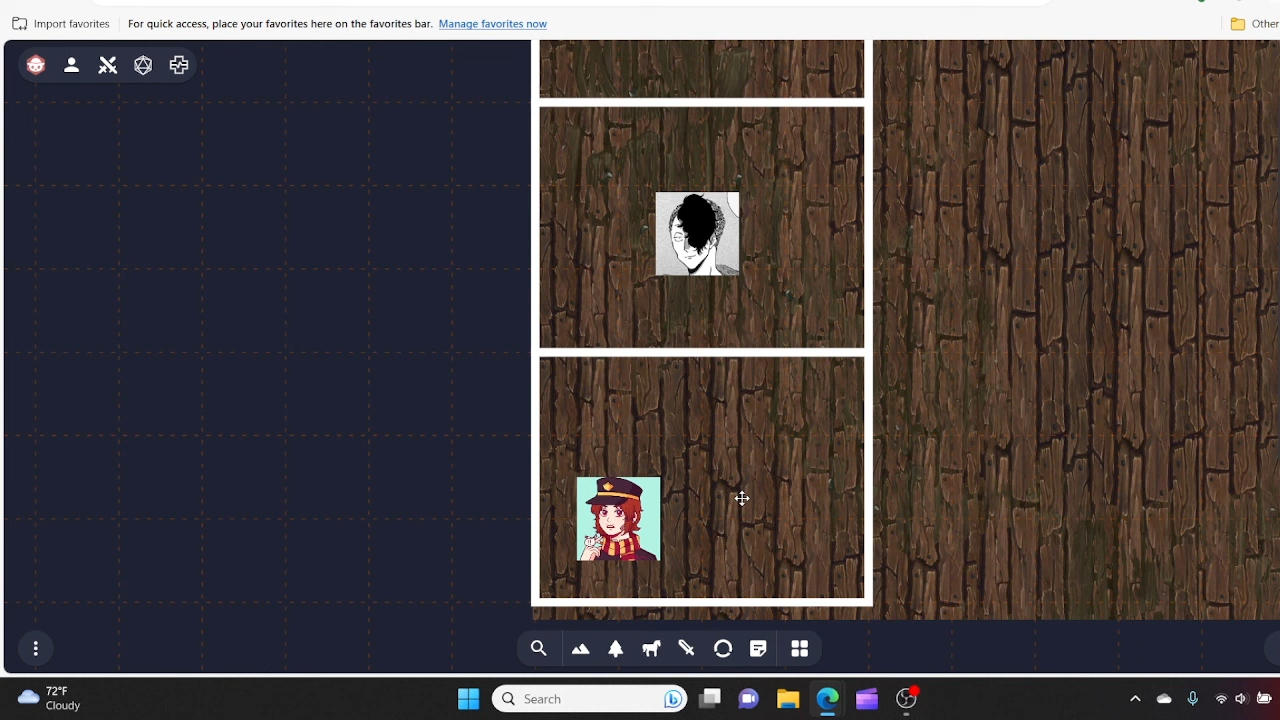 Import favorites
For quick access, place your favorites here on the favorites bar. Manage favorites now
Other
72°F
Cloudy
Search